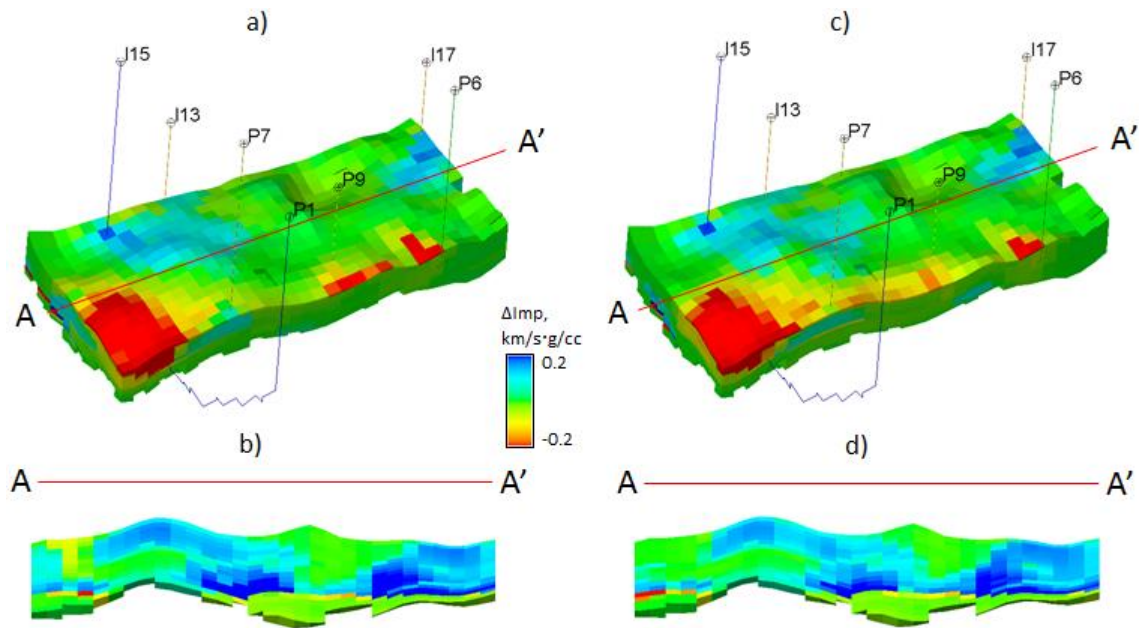 a)
c)
I15
I17
P6
I13
P7
A'
P9
P1
A
I15
I17
P6
I13
P7
A'
P9
P1
A
ΔImp,
km/s·g/cc
0.2
-0.2
b)
d)
A
A'
A
A'